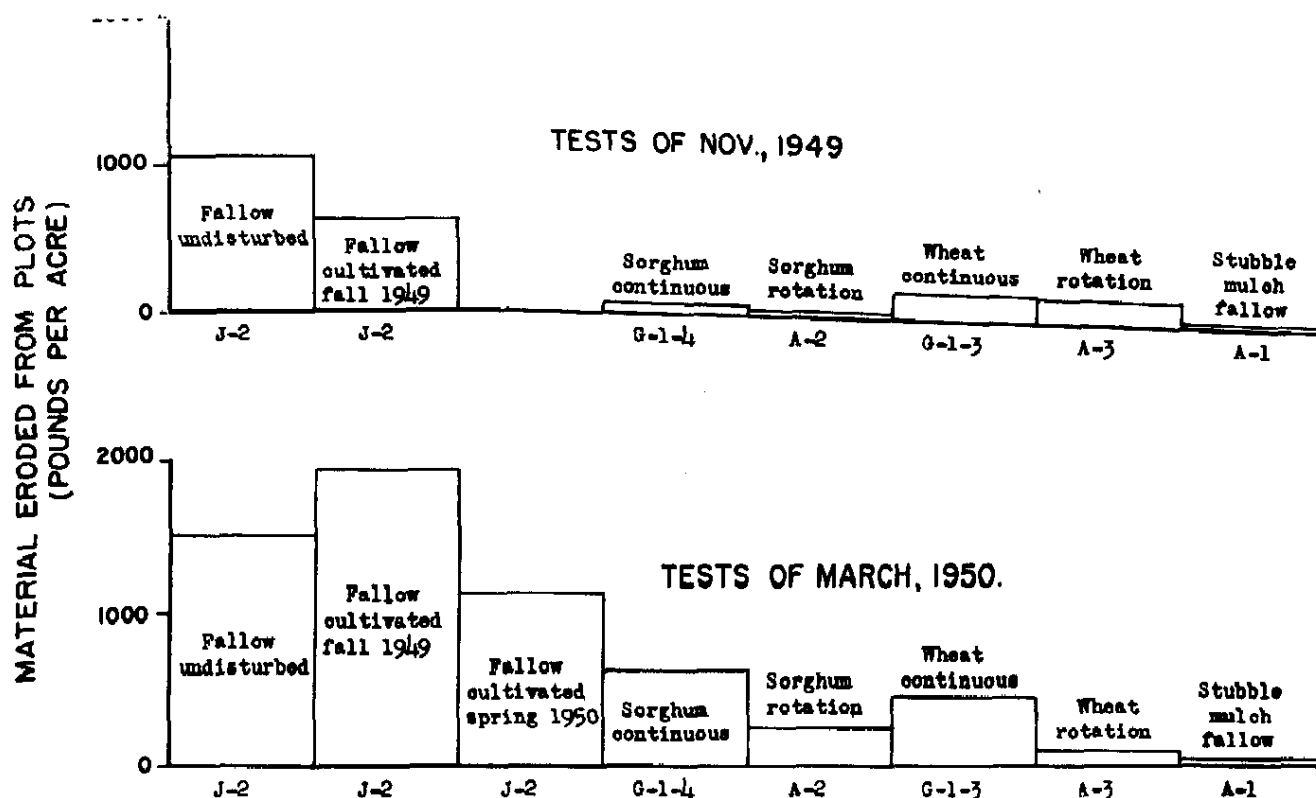 MATERIAL ERODED FROM PLOTS
(POUNDS PER ACRE)
TESTS OF NOV., 1949
1000
0
Fallow
undisturbed
Fallow
cultivated
fall 1949
Sorghum
continuous
Sorghum
rotation
Wheat
continuous
Wheat
rotation
Stubble
mulch
fallow
J-2
J-2
G-1-4
A-2
G-1-3
A-3
A-1
TESTS OF MARCH, 1950.
2000
1000
0
Fallow
undisturbed
Fallow
cultivated
fall 1949
Fallow
cultivated
spring 1950
Sorghum
continuous
Sorghum
rotation
Wheat
continuous
Wheat
rotation
Stubble
mulch
fallow
J-2
J-2
J-2
G-1-4
A-2
G-1-3
A-3
A-1